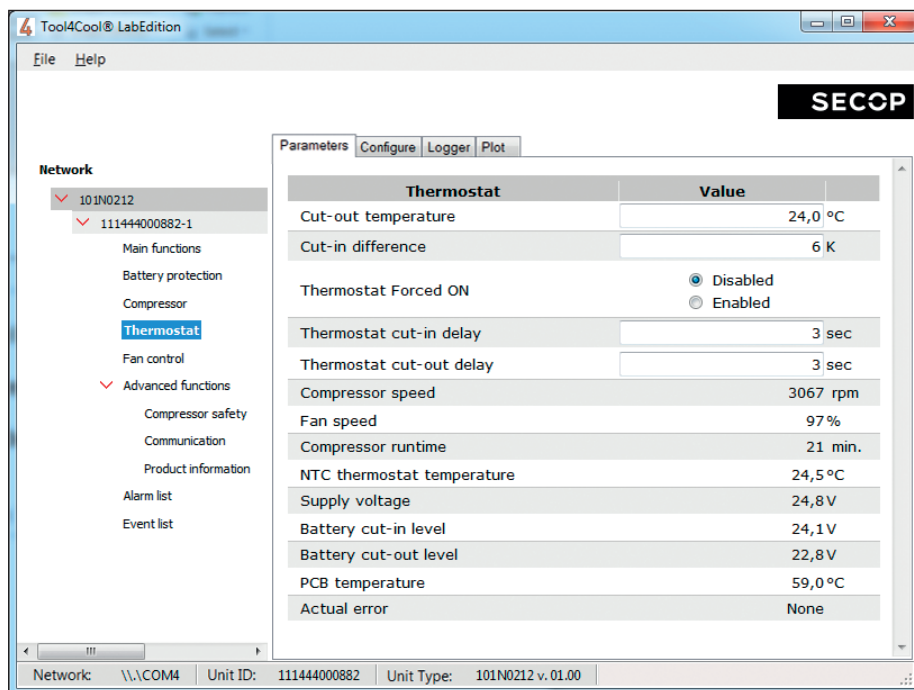 Tool4Cool® LabEdition
File Help
SECOP
Parameters Configure Logger Plot
Network
101N0212
111444000882-1
Main functions
Battery protection
Compressor
Thermostat
Fan control
Advanced functions
Compressor safety
Communication
Product information
Alarm list
Event list
Thermostat Value
Cut-out temperature 24,0 °C
Cut-in difference 6 K
Thermostat Forced ON
Disabled
Enabled
Thermostat cut-in delay 3 sec
Thermostat cut-out delay 3 sec
Compressor speed 3067 rpm
Fan speed 97%
Compressor runtime 21 min.
NTC thermostat temperature 24,5°C
Supply voltage 24,8V
Battery cut-in level 24,1V
Battery cut-out level 22,8V
PCB temperature 59,0°C
Actual error None
Network: \\.\COM4 Unit ID: 111444000882 Unit Type: 101N0212 v. 01.00